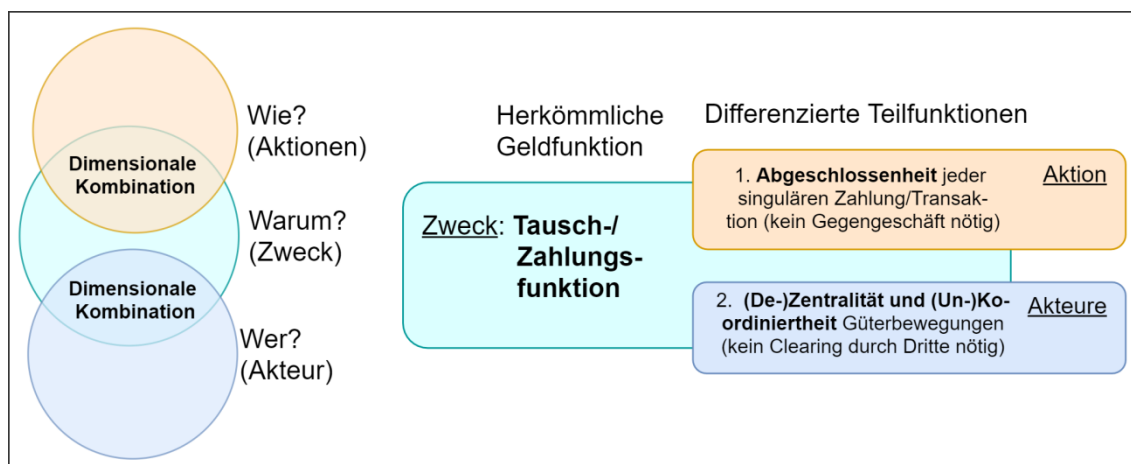 Wie?
(Aktionen)
Dimensionale
Kombination
Warum?
(Zweck)
Dimensionale
Kombination
Wer?
(Akteur)
Herkömmliche
Geldfunktion
Differenzierte Teilfunktionen
Zweck: Tausch-/
Zahlungs-
funktion
1. Abgeschlossenheit jeder
singulären Zahlung/Transak-
tion (kein Gegengeschäft nötig)
Aktion
2. (De-)Zentralität und (Un-)Ko-
ordiniertheit Güterbewegungen
(kein Clearing durch Dritte nötig)
Akteure